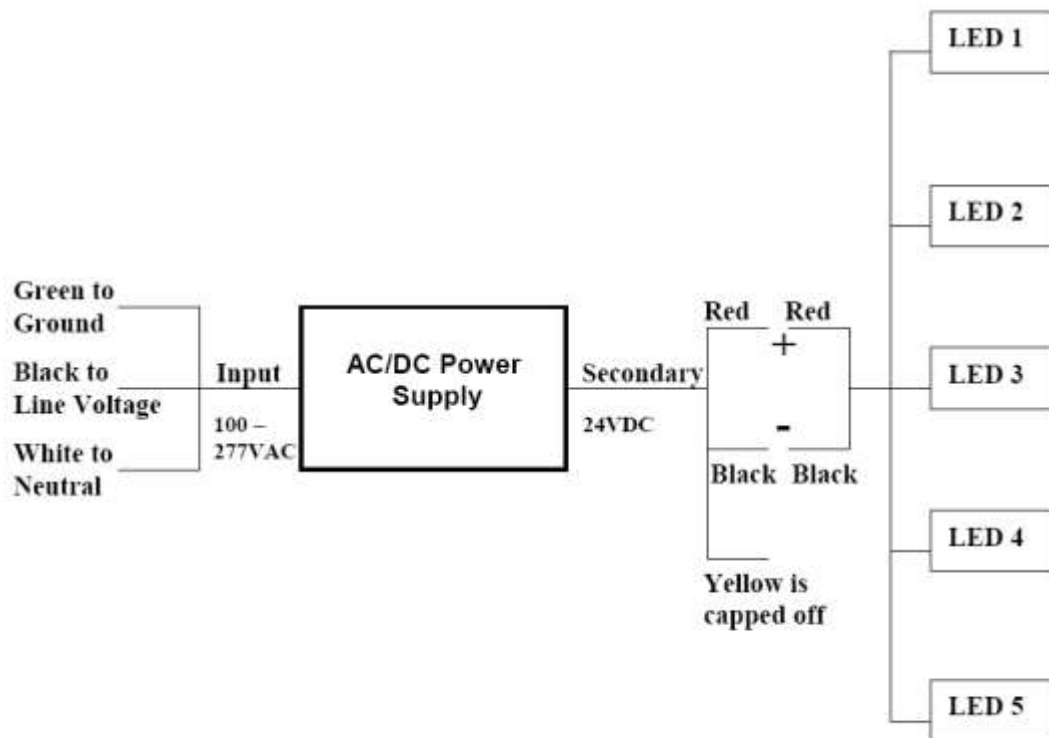 LED 1
LED 2
Green to
Ground
Red Red
+
AC/DC Power
Supply
Black to
Line Voltage
Input
Secondary
LED 3
100 –
277VAC
24VDC
-
White to
Neutral
Black Black
LED 4
Yellow is
capped off
LED 5